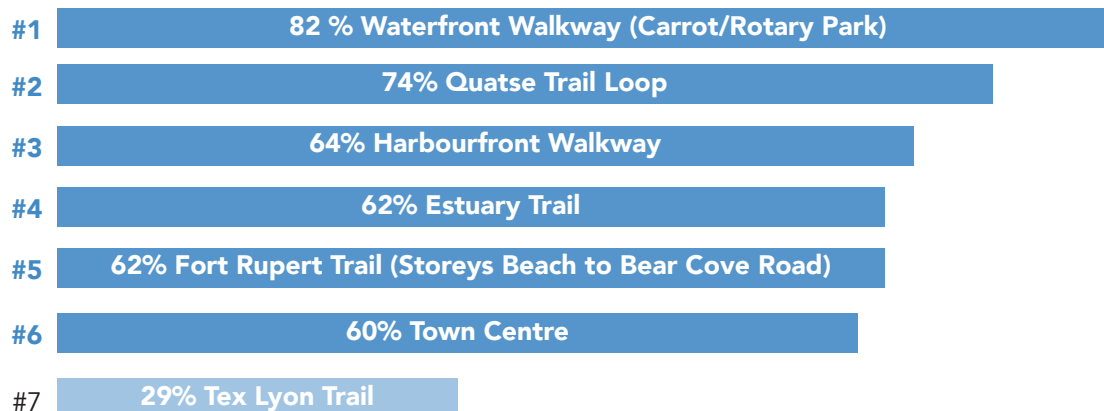 #1 82 % Waterfront Walkway (Carrot/Rotary Park)
#2 74% Quatse Trail Loop
#3 64% Harbourfront Walkway
#4 62% Estuary Trail
#5 62% Fort Rupert Trail (Storeys Beach to Bear Cove Road)
#6 60% Town Centre
#7 29% Tex Lyon Trail